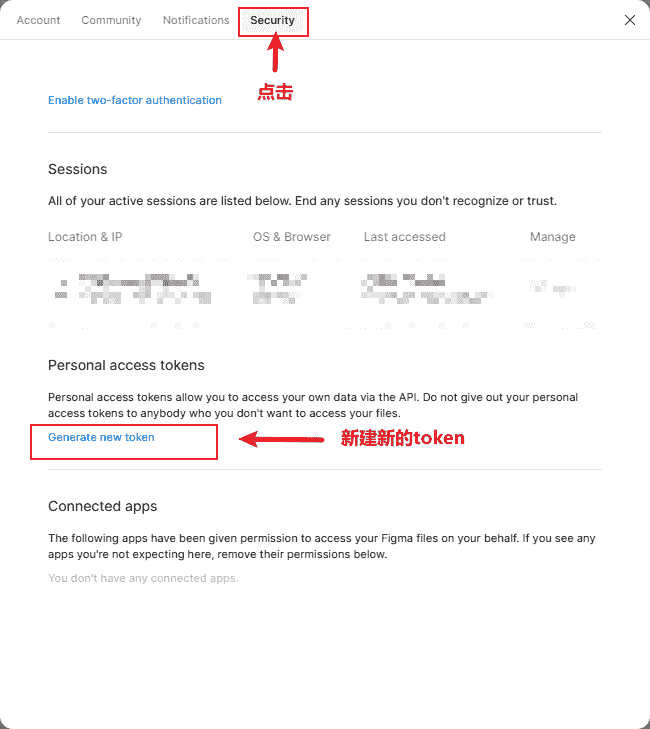 Account Community Notifications Security
点击
Enable two-factor authentication
Sessions
All of your active sessions are listed below. End any sessions you don't recognize or trust.
Location & IP OS & Browser Last accessed Manage
Personal access tokens
Personal access tokens allow you to access your own data via the API. Do not give out your personal
access tokens to anybody who you don't want to access your files.
Generate new token 新建新的token
Connected apps
The following apps have been given permission to access your Figma files on your behalf. If you see any
apps you're not expecting here, remove their permissions below.
You don't have any connected apps.